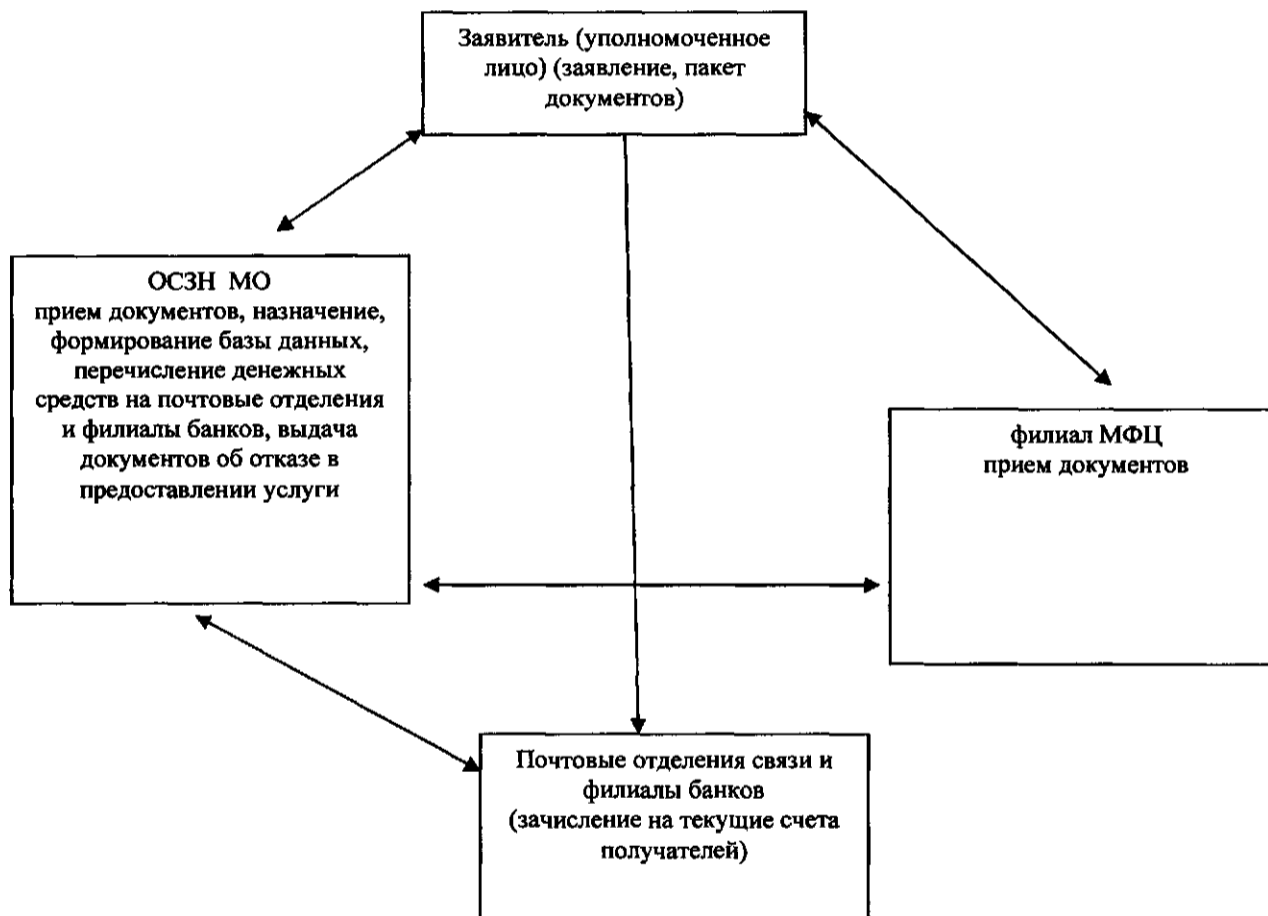 Заявитель (уполномоченное
лицо) (заявление, пакет
документов)
ОСЗН МО
прием документов, назначение,
формирование базы данных,
перечисление денежных
средств на почтовые отделения
и филиалы банков, выдача
документов об отказе в
предоставлении услуги
филиал МФЦ
прием документов
Почтовые отделения связи и
филиалы банков
(зачисление на текущие счета
получателей)